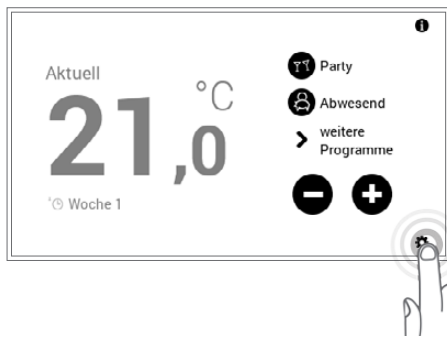 Aktuell
21,0 °C
Woche 1
Party
Abwesend
weitere
Programme